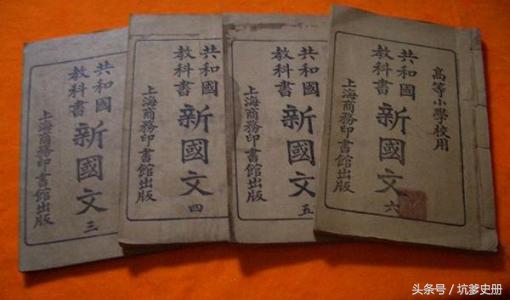 共和國
教科書
新國文 三
上海商務印書館出版
共和國
教科書
新國文 四
上海商務印書館出版
共和國
教科書
新國文 五
上海商務印書館出版
高等小學校用
共和國
教科書
新國文 六
上海商務印書館出版
头条号 / 坑爹史册